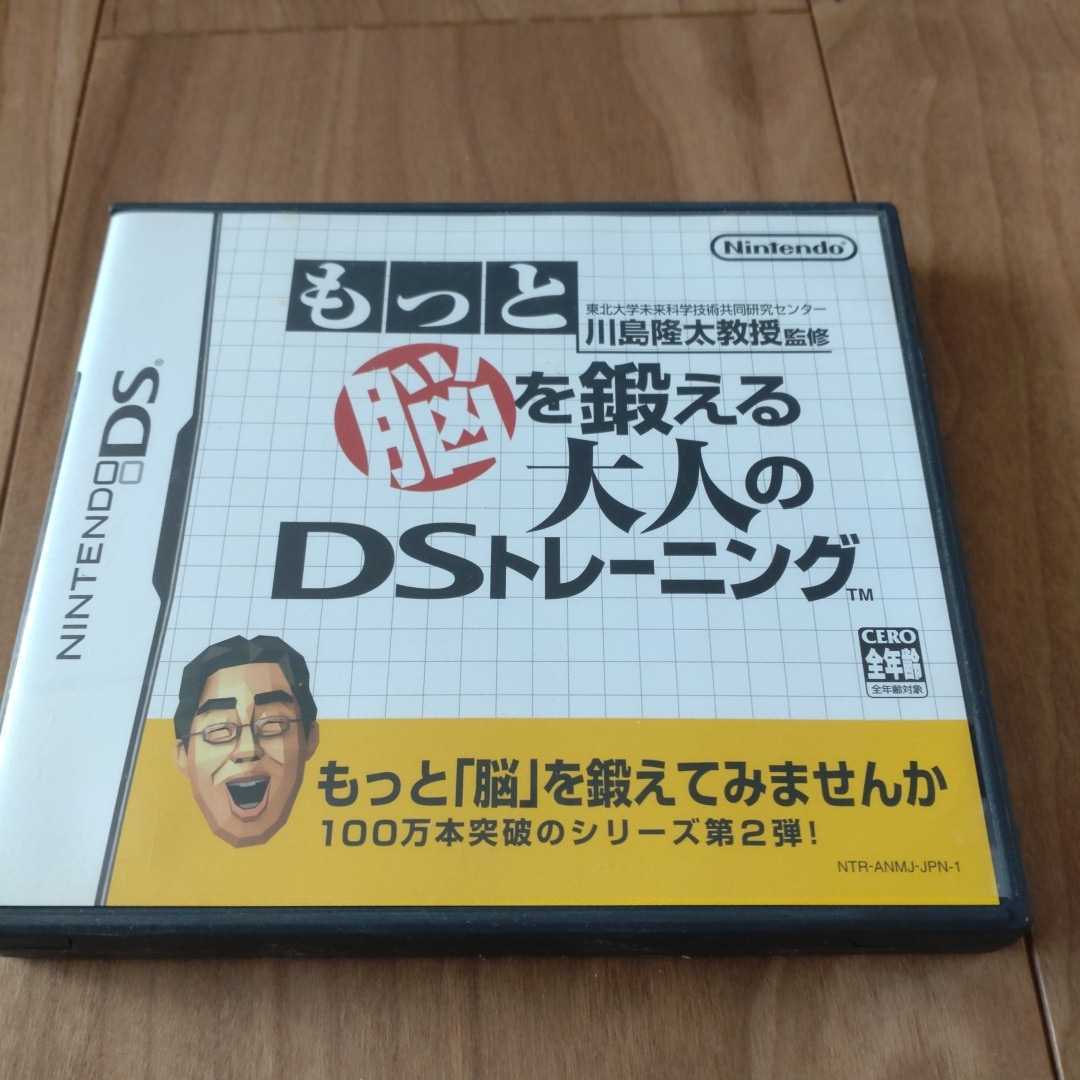 NINTENDO DS®
Nintendo®
もっと
東北大学未来科学技術共同研究センター
川島隆太教授監修
脳を鍛える
大人の
DSトレーニング™
CERO
全年齢
全年齢対象
もっと「脳」を鍛えてみませんか
100万本突破のシリーズ第2弾!
NTR-ANMJ-JPN-1